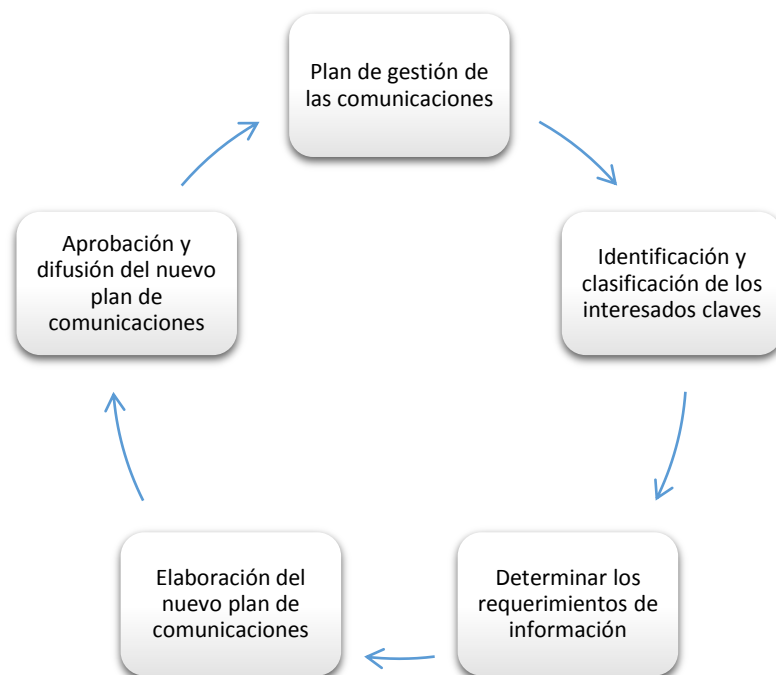 Plan de gestión de
las comunicaciones
Identificación y
clasificación de los
interesados claves
Determinar los
requerimientos de
información
Elaboración del
nuevo plan de
comunicaciones
Aprobación y
difusión del nuevo
plan de
comunicaciones